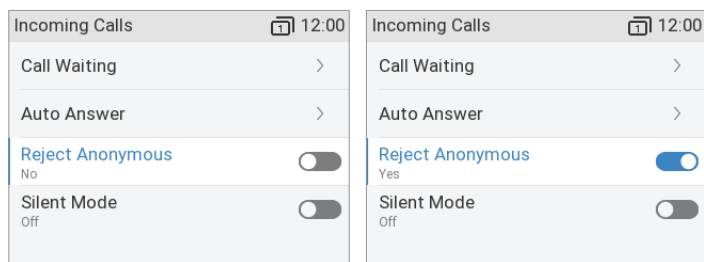 Incoming Calls 1 12:00
Call Waiting
Auto Answer
Reject Anonymous
No
Silent Mode
Off
Incoming Calls 1 12:00
Call Waiting
Auto Answer
Reject Anonymous
Yes
Silent Mode
Off